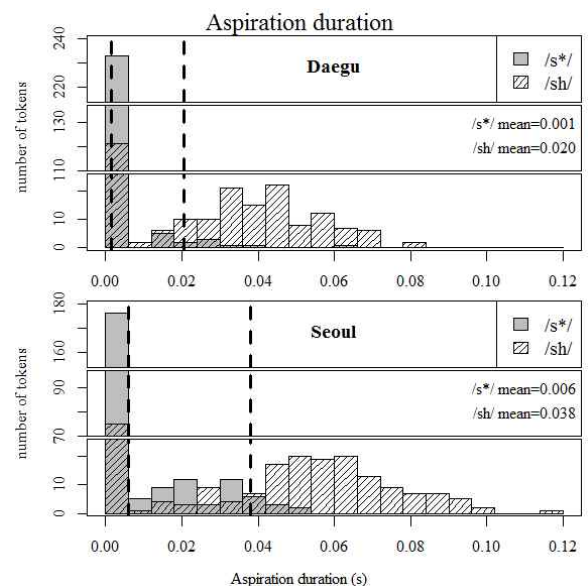 Aspiration duration
Daegu
/s*/
/sh/
/s*/ mean=0.001
/sh/ mean=0.020
number of tokens
240
220
130
110
10
0
0.00 0.02 0.04 0.06 0.08 0.10 0.12
Seoul
/s*/
/sh/
/s*/ mean=0.006
/sh/ mean=0.038
number of tokens
180
160
90
70
10
0
0.00 0.02 0.04 0.06 0.08 0.10 0.12
Aspiration duration (s)